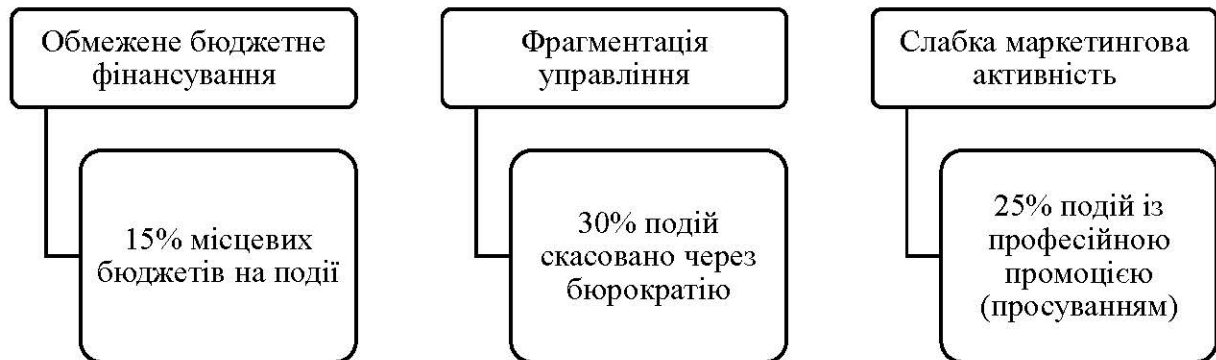 Обмежене бюджетне
фінансування
15% місцевих
бюджетів на події
Фрагментація
управління
30% подій
скасовано через
бюрократію
Слабка маркетингова
активність
25% подій із
професійною
промоцією
(просуванням)